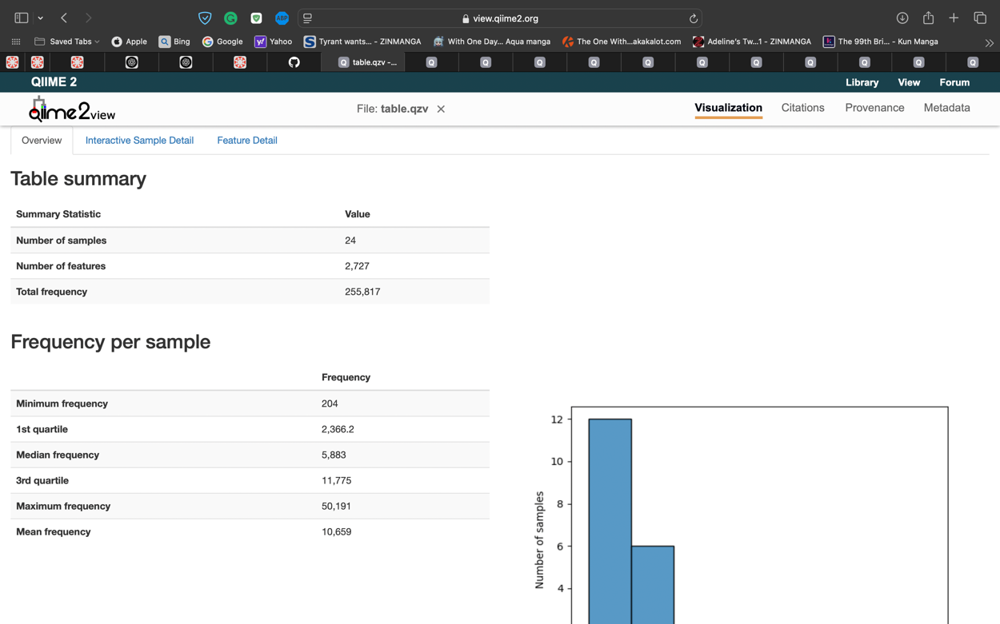 view.qiime2.org
Saved Tabs
Apple
Bing
Google
Yahoo
Tyrant wants... - ZINMANGA
With One Day... Aqua manga
The One With...akakalot.com
Adeline's Tw...1 - ZINMANGA
The 99th Bri... - Kun Manga
Q table.qzv -...
Q Q Q Q Q Q Q Q Q Q Q
QIIME 2
Library View Forum
qiime2view
File: table.qzv
Visualization Citations Provenance Metadata
Overview Interactive Sample Detail Feature Detail
Table summary
Summary Statistic Value
Number of samples 24
Number of features 2,727
Total frequency 255,817
Frequency per sample
Frequency
Minimum frequency 204
1st quartile 2,366.2
Median frequency 5,883
3rd quartile 11,775
Maximum frequency 50,191
Mean frequency 10,659
12
10
8
6
4
Number of samples